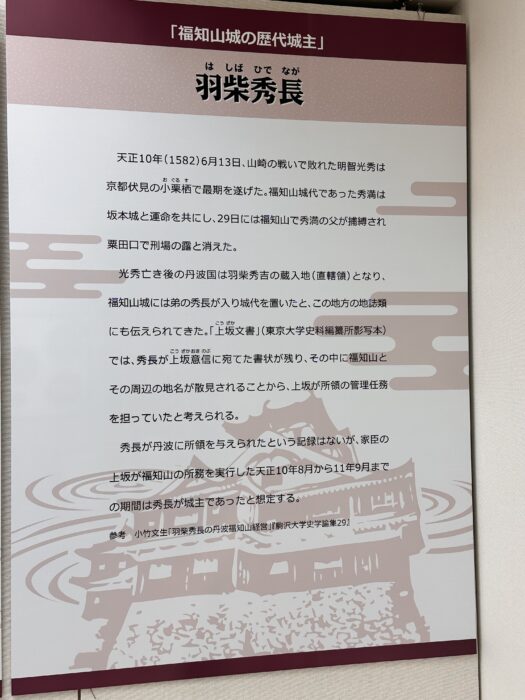 「福知山城の歴代城主」
は しば ひで なが
羽柴秀長
天正10年(1582)6月13日、山崎の戦いで敗れた明智光秀は
お ぐる す
京都伏見の小栗栖で最期を遂げた。福知山城代であった秀満は
坂本城と運命を共にし、29日には福知山で秀満の父が捕縛され
粟田口で刑場の露と消えた。
光秀亡き後の丹波国は羽柴秀吉の蔵入地(直轄領)となり、
福知山城には弟の秀長が入り城代を置いたと、この地方の地誌類
こう ざか
にも伝えられてきた。「上坂文書」(東京大学史料編纂所影写本)
こう ざか おき のぶ
では、秀長が上坂意信に宛てた書状が残り、その中に福知山と
その周辺の地名が散見されることから、上坂が所領の管理任務
を担っていたと考えられる。
秀長が丹波に所領を与えられたという記録はないが、家臣の
上坂が福知山の所務を実行した天正10年8月から11年9月まで
の期間は秀長が城主であったと想定する。
参考 小竹文生「羽柴秀長の丹波福知山経営」『駒沢大学史学論集29』